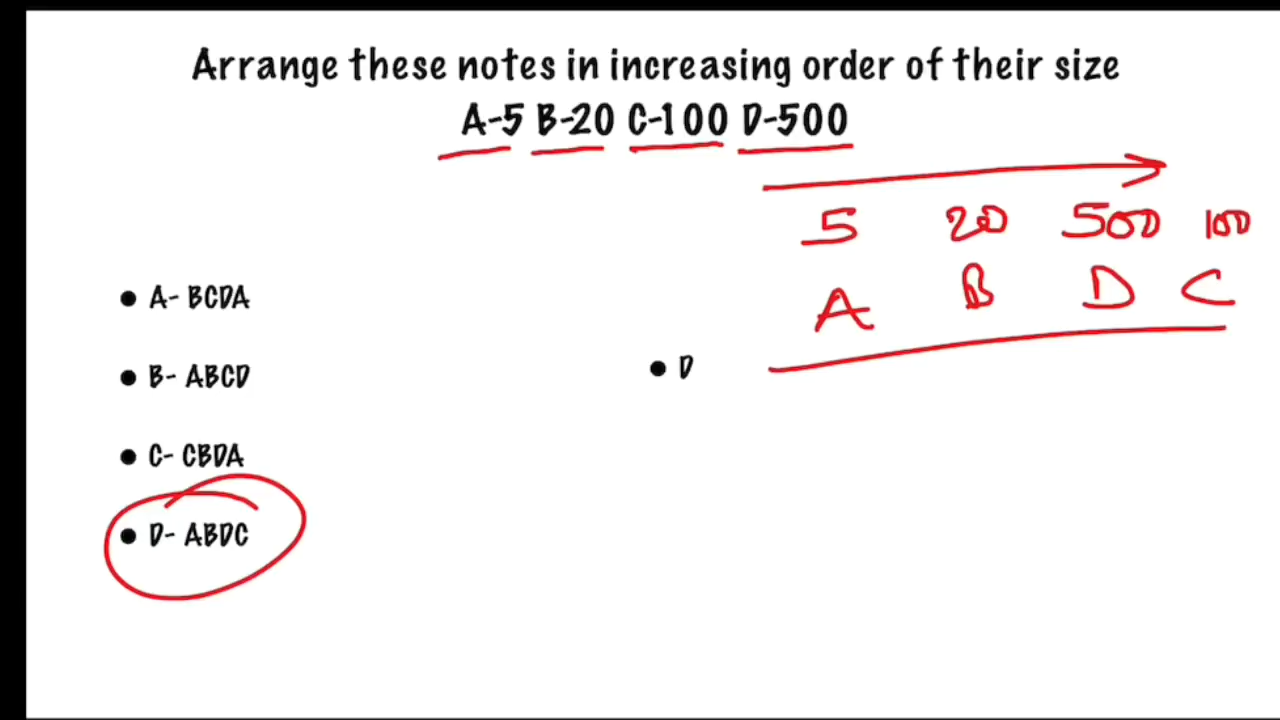 Arrange these notes in increasing order of their size
A-5 B-20 C-100 D-500
5 20 500 100
A B D C
• A- BCDA
• B- ABCD
• D
• C- CBDA
• D- ABDC